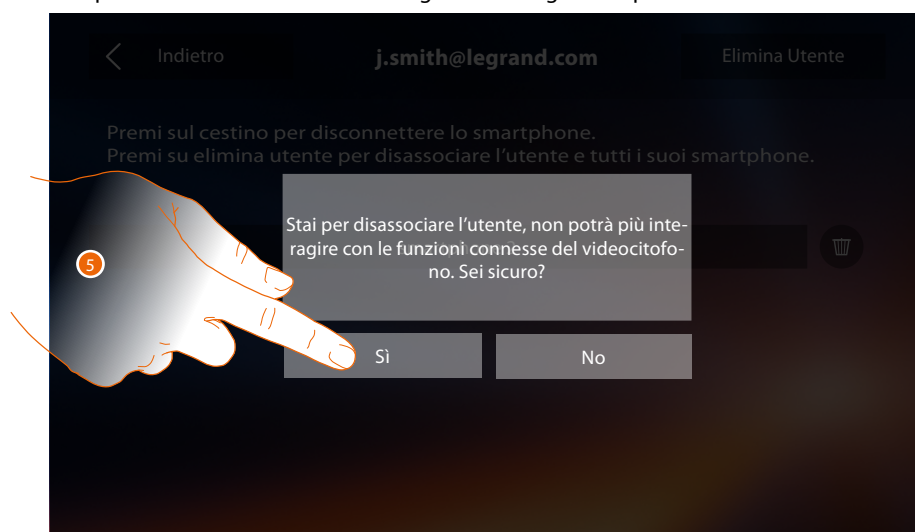 Indietro
j.smith@legrand.com
Elimina Utente
Premi sul cestino per disconnettere lo smartphone.
Premi su elimina utente per disassociare l'utente e tutti i suoi smartphone.
Stai per disassociare l'utente, non potrà più inte-
ragire con le funzioni connesse del videocitofo-
no. Sei sicuro?
5
Sì
No